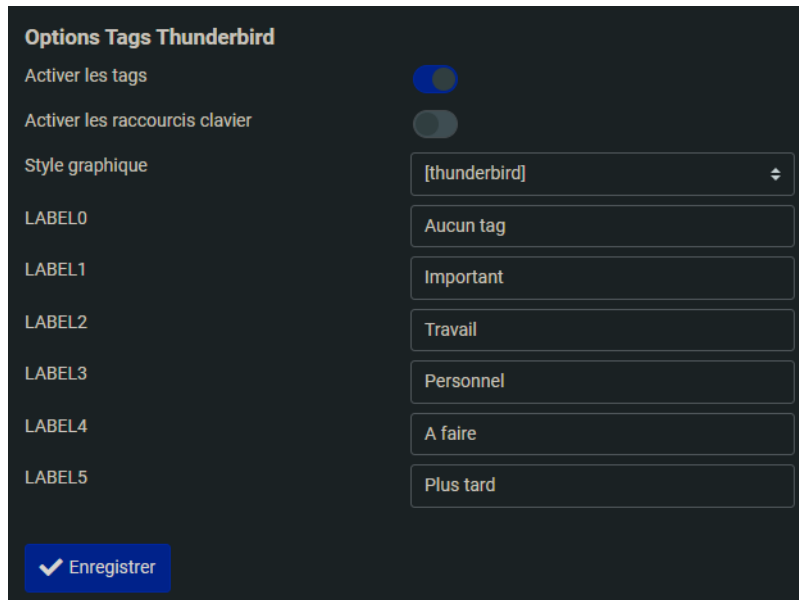 Options Tags Thunderbird
Activer les tags
Activer les raccourcis clavier
Style graphique [thunderbird]
LABEL0 Aucun tag
LABEL1 Important
LABEL2 Travail
LABEL3 Personnel
LABEL4 A faire
LABEL5 Plus tard
Enregistrer